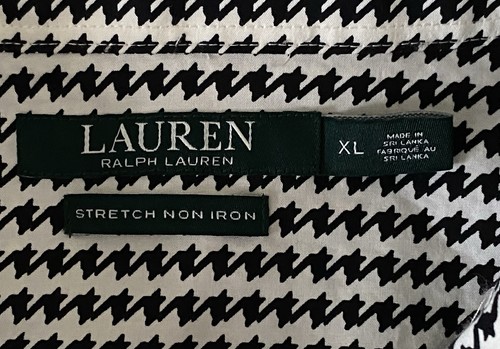 LAUREN
RALPH LAUREN
XL
MADE IN
SRI LANKA
FABRIQUÉ AU
SRI LANKA
STRETCH NON IRON